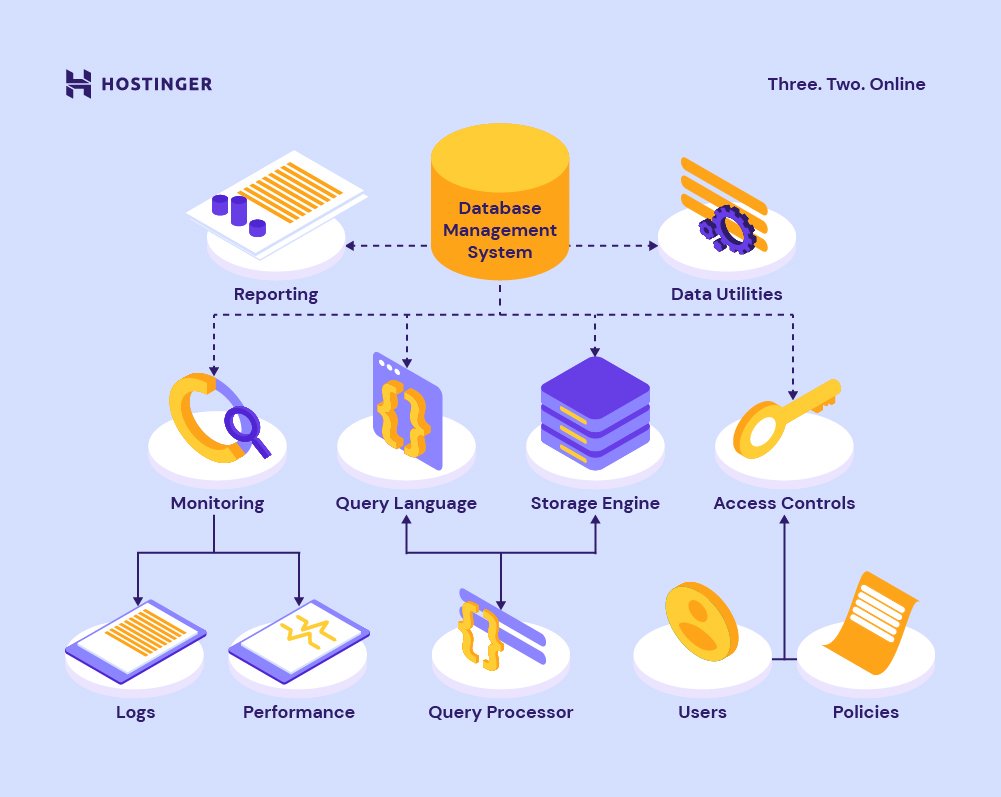 HOSTINGER
Three. Two. Online
Database
Management
System
Reporting
Data Utilities
Monitoring
Query Language
Storage Engine
Access Controls
Logs
Performance
Query Processor
Users
Policies